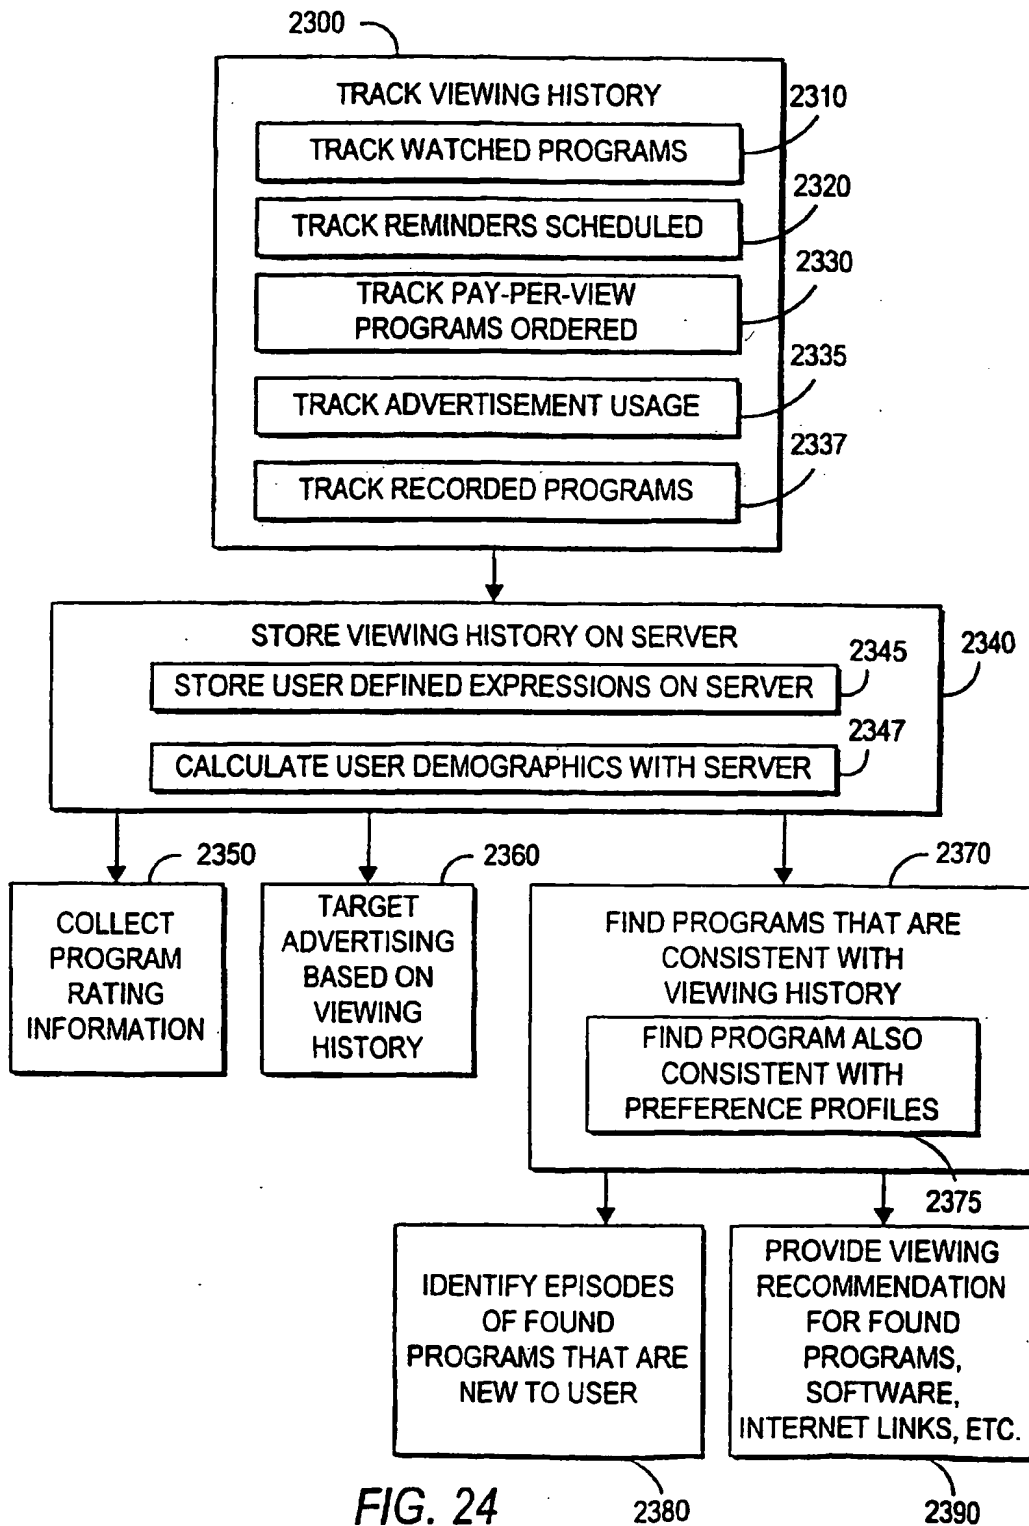 2300
TRACK VIEWING HISTORY
2310
TRACK WATCHED PROGRAMS
2320
TRACK REMINDERS SCHEDULED
2330
TRACK PAY-PER-VIEW
PROGRAMS ORDERED
2335
TRACK ADVERTISEMENT USAGE
2337
TRACK RECORDED PROGRAMS
STORE VIEWING HISTORY ON SERVER
2345
2340
STORE USER DEFINED EXPRESSIONS ON SERVER
2347
CALCULATE USER DEMOGRAPHICS WITH SERVER
2350
COLLECT
PROGRAM
RATING
INFORMATION
2360
TARGET
ADVERTISING
BASED ON
VIEWING
HISTORY
2370
FIND PROGRAMS THAT ARE
CONSISTENT WITH
VIEWING HISTORY
FIND PROGRAM ALSO
CONSISTENT WITH
PREFERENCE PROFILES
2375
IDENTIFY EPISODES
OF FOUND
PROGRAMS THAT ARE
NEW TO USER
2380
PROVIDE VIEWING
RECOMMENDATION
FOR FOUND
PROGRAMS,
SOFTWARE,
INTERNET LINKS, ETC.
2390
FIG. 24